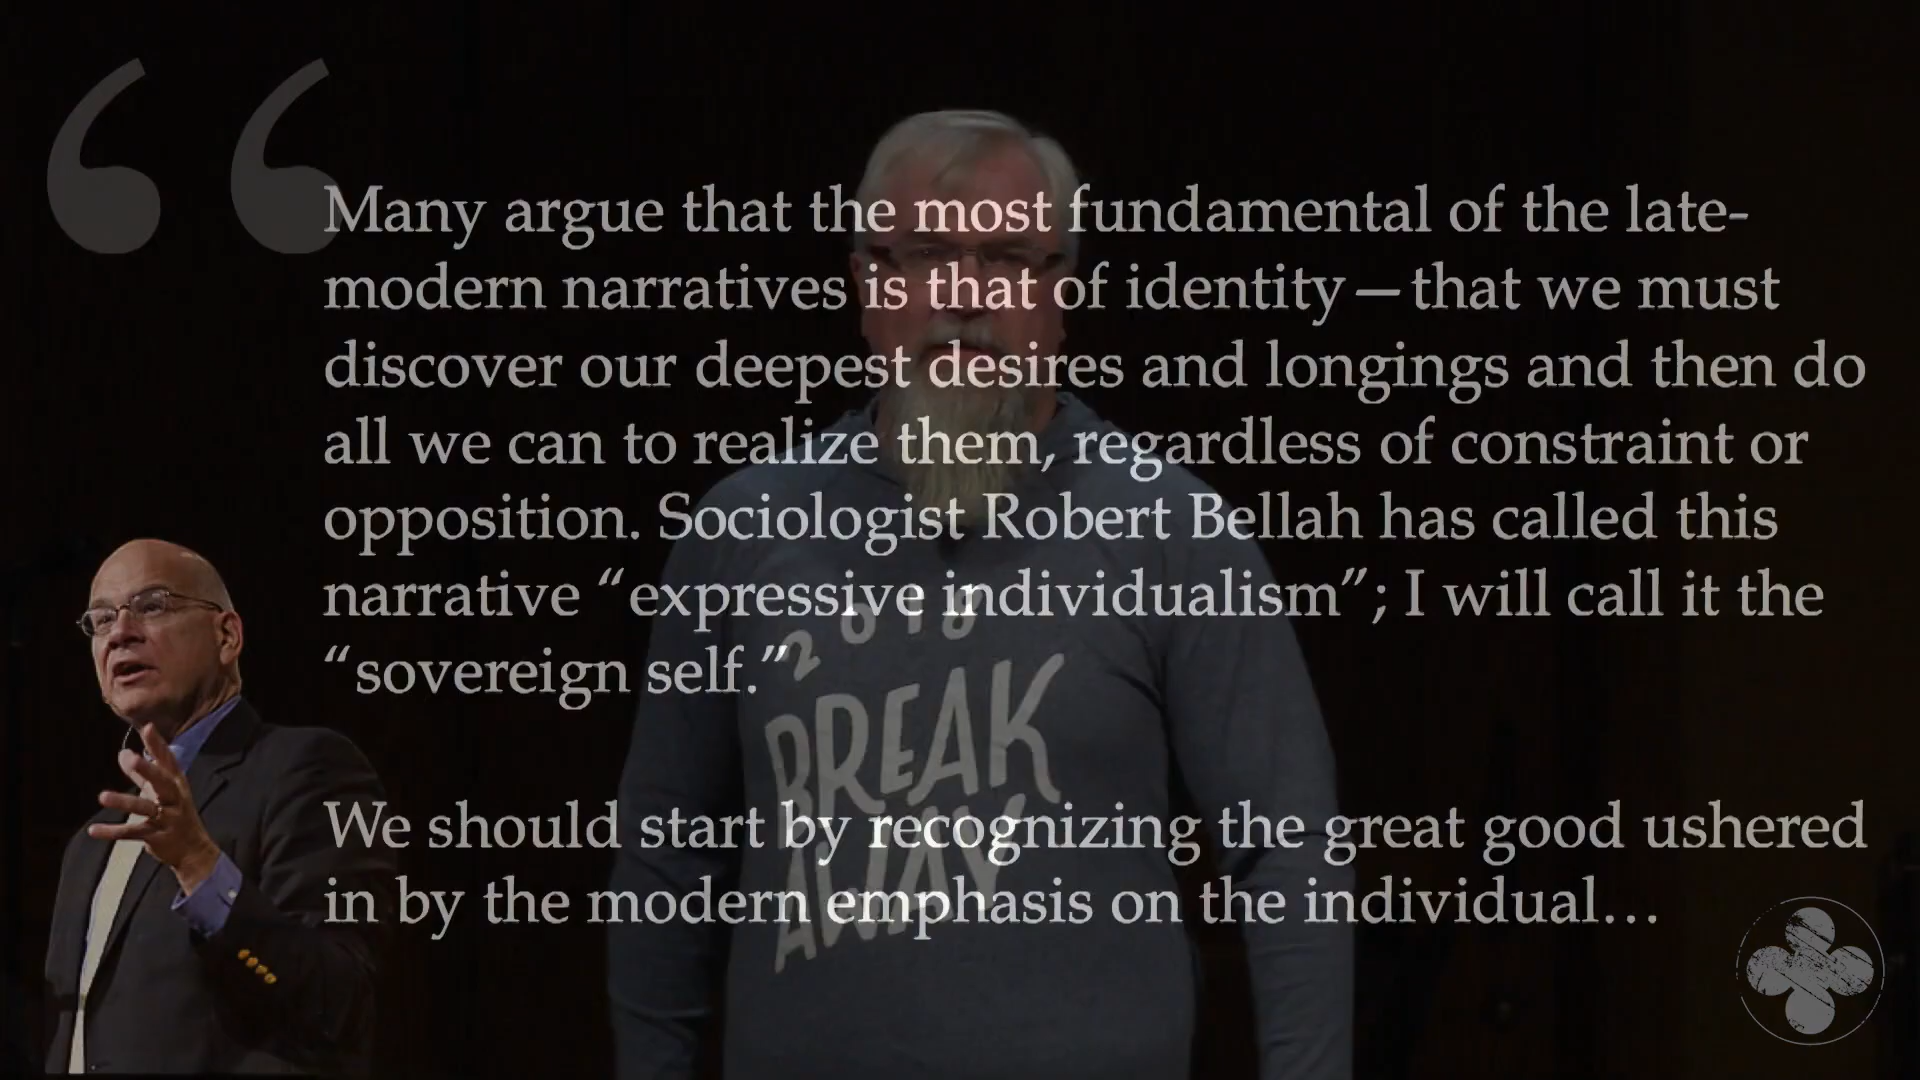 Many argue that the most fundamental of the late-
modern narratives is that of identity—that we must
discover our deepest desires and longings and then do
all we can to realize them, regardless of constraint or
opposition. Sociologist Robert Bellah has called this
narrative “expressive individualism”; I will call it the
“sovereign self.”
We should start by recognizing the great good ushered
in by the modern emphasis on the individual…
2018
BREAK
AWAY